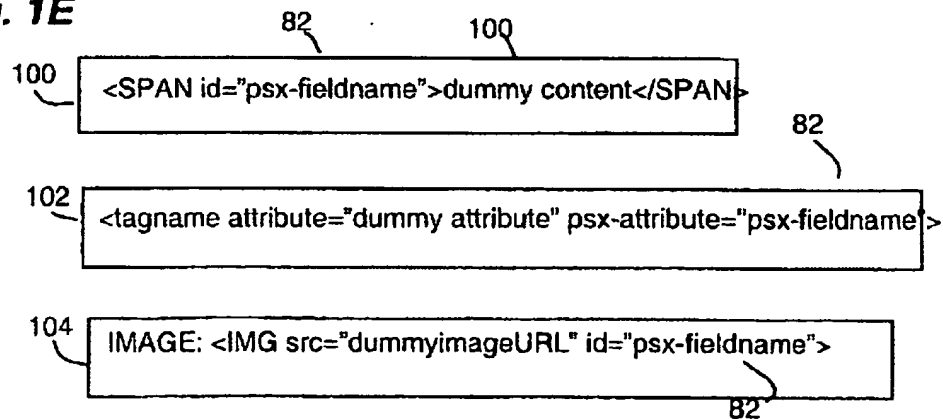 . 1E
82
100
100
<SPAN id="psx-fieldname">dummy content</SPAN>
82
102
<tagname attribute="dummy attribute" psx-attribute="psx-fieldname">
104
IMAGE: <IMG src="dummyimageURL" id="psx-fieldname">
82